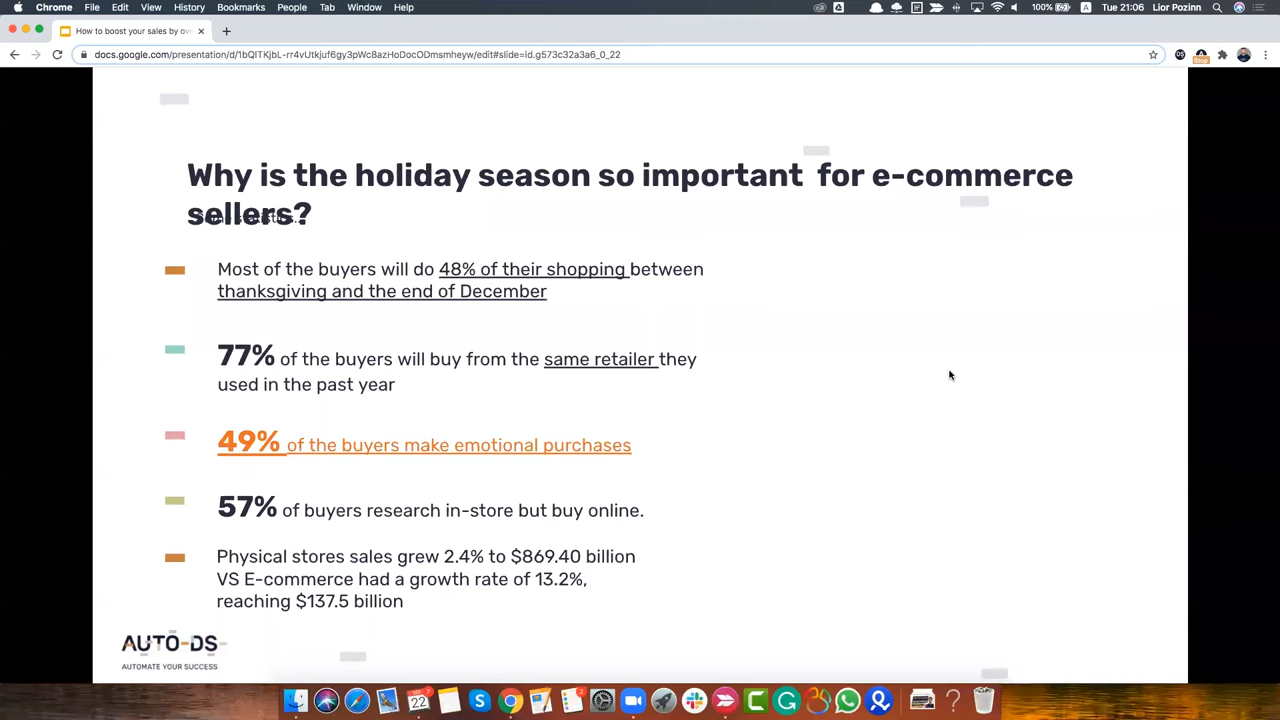 Chrome File Edit View History Bookmarks People Tab Window Help 100% A Tue 21:06 Lior Pozinn
How to boost your sales by ove
docs.google.com/presentation/d/1bQITKjbL-rr4vUtkjuf6gy3pWc8azHoDocODmsmheyw/edit#slide=id.g573c32a3a6_0_22
Stop
Why is the holiday season so important for e-commerce
sellers?
Most of the buyers will do 48% of their shopping between
thanksgiving and the end of December
77% of the buyers will buy from the same retailer they
used in the past year
49% of the buyers make emotional purchases
57% of buyers research in-store but buy online.
Physical stores sales grew 2.4% to $869.40 billion
VS E-commerce had a growth rate of 13.2%,
reaching $137.5 billion
AUTO-DS
AUTOMATE YOUR SUCCESS
22